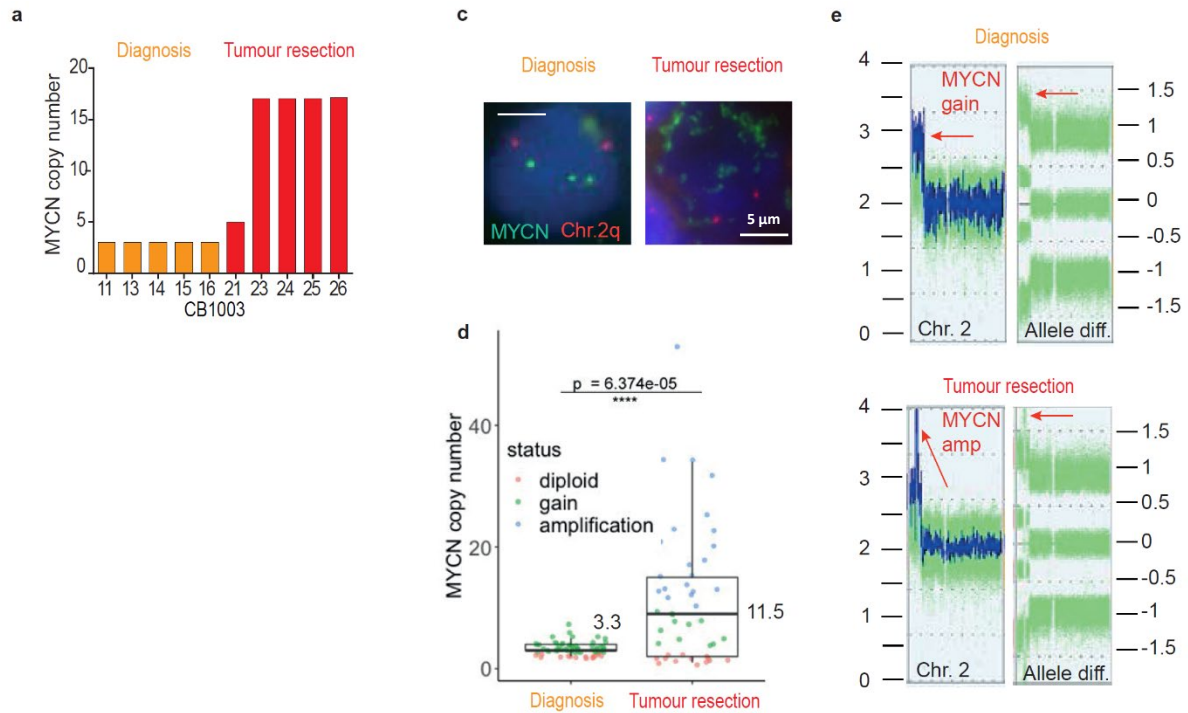 a
Diagnosis Tumour resection
MYCN copy number
20
15
10
5
0
11 13 14 15 16 21 23 24 25 26
CB1003
c
Diagnosis Tumour resection
MYCN Chr.2q
5 µm
d
p = 6.374e-05
****
status
diploid
gain
amplification
MYCN copy number
40
20
0
3.3
11.5
Diagnosis Tumour resection
e
Diagnosis
4
3
2
1
0
MYCN
gain
Chr. 2
1.5
1
0.5
0
-0.5
-1
-1.5
Allele diff.
Tumour resection
4
3
2
1
0
MYCN
amp
Chr. 2
1.5
1
0.5
0
-0.5
-1
-1.5
Allele diff.